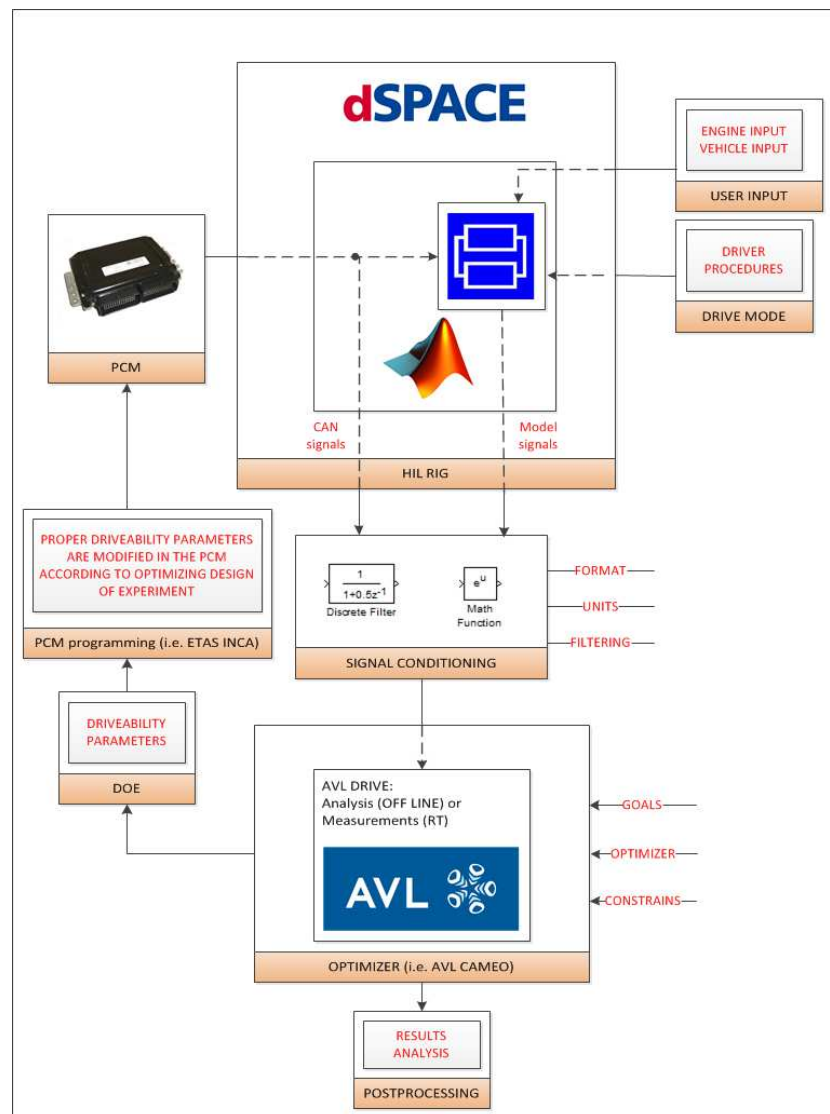 dSPACE
ENGINE INPUT
VEHICLE INPUT
USER INPUT
DRIVER
PROCEDURES
DRIVE MODE
PCM
CAN
signals
Model
signals
HIL RIG
PROPER DRIVEABILITY PARAMETERS
ARE MODIFIED IN THE PCM
ACCORDING TO OPTIMIZING DESIGN
OF EXPERIMENT
PCM programming (i.e. ETAS INCA)
1
1+0.5z-1
Discrete Filter
eu
Math
Function
SIGNAL CONDITIONING
FORMAT
UNITS
FILTERING
DRIVEABILITY
PARAMETERS
DOE
AVL DRIVE:
Analysis (OFF LINE) or
Measurements (RT)
AVL
OPTIMIZER (i.e. AVL CAMEO)
GOALS
OPTIMIZER
CONSTRAINS
RESULTS
ANALYSIS
POSTPROCESSING